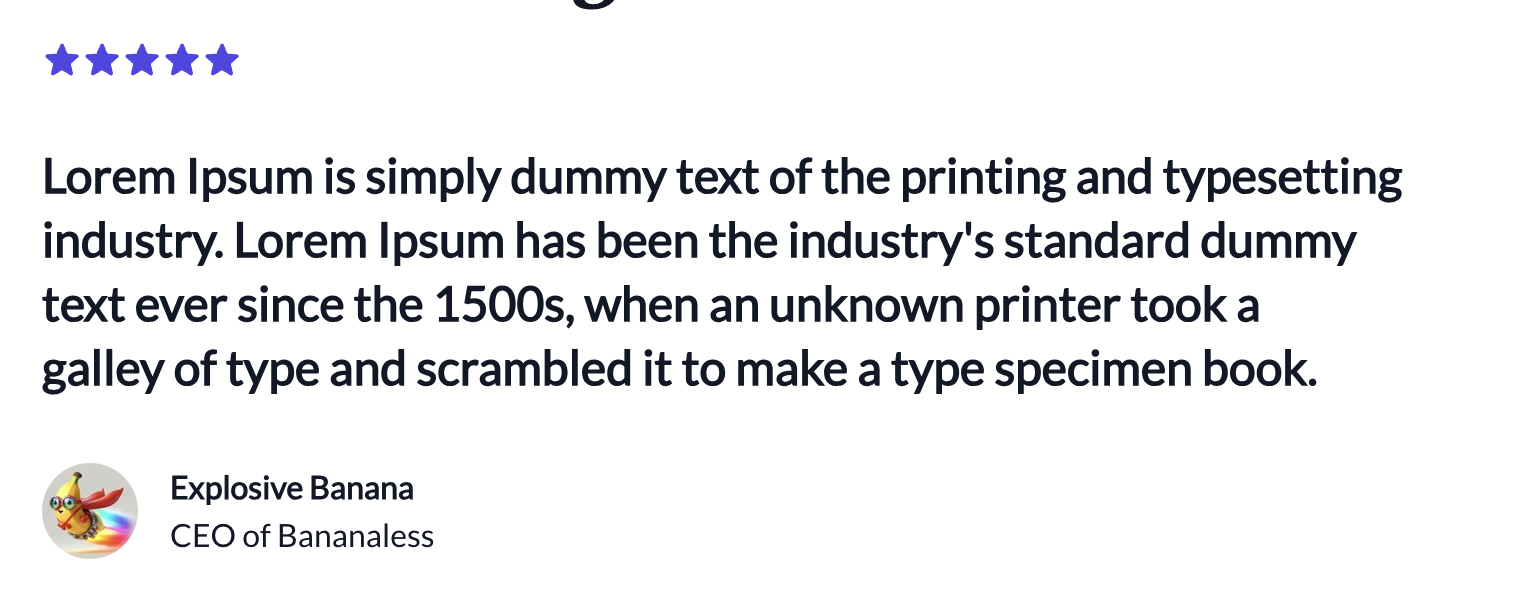 Lorem Ipsum is simply dummy text of the printing and typesetting
industry. Lorem Ipsum has been the industry's standard dummy
text ever since the 1500s, when an unknown printer took a
galley of type and scrambled it to make a type specimen book.
Explosive Banana
CEO of Bananaless